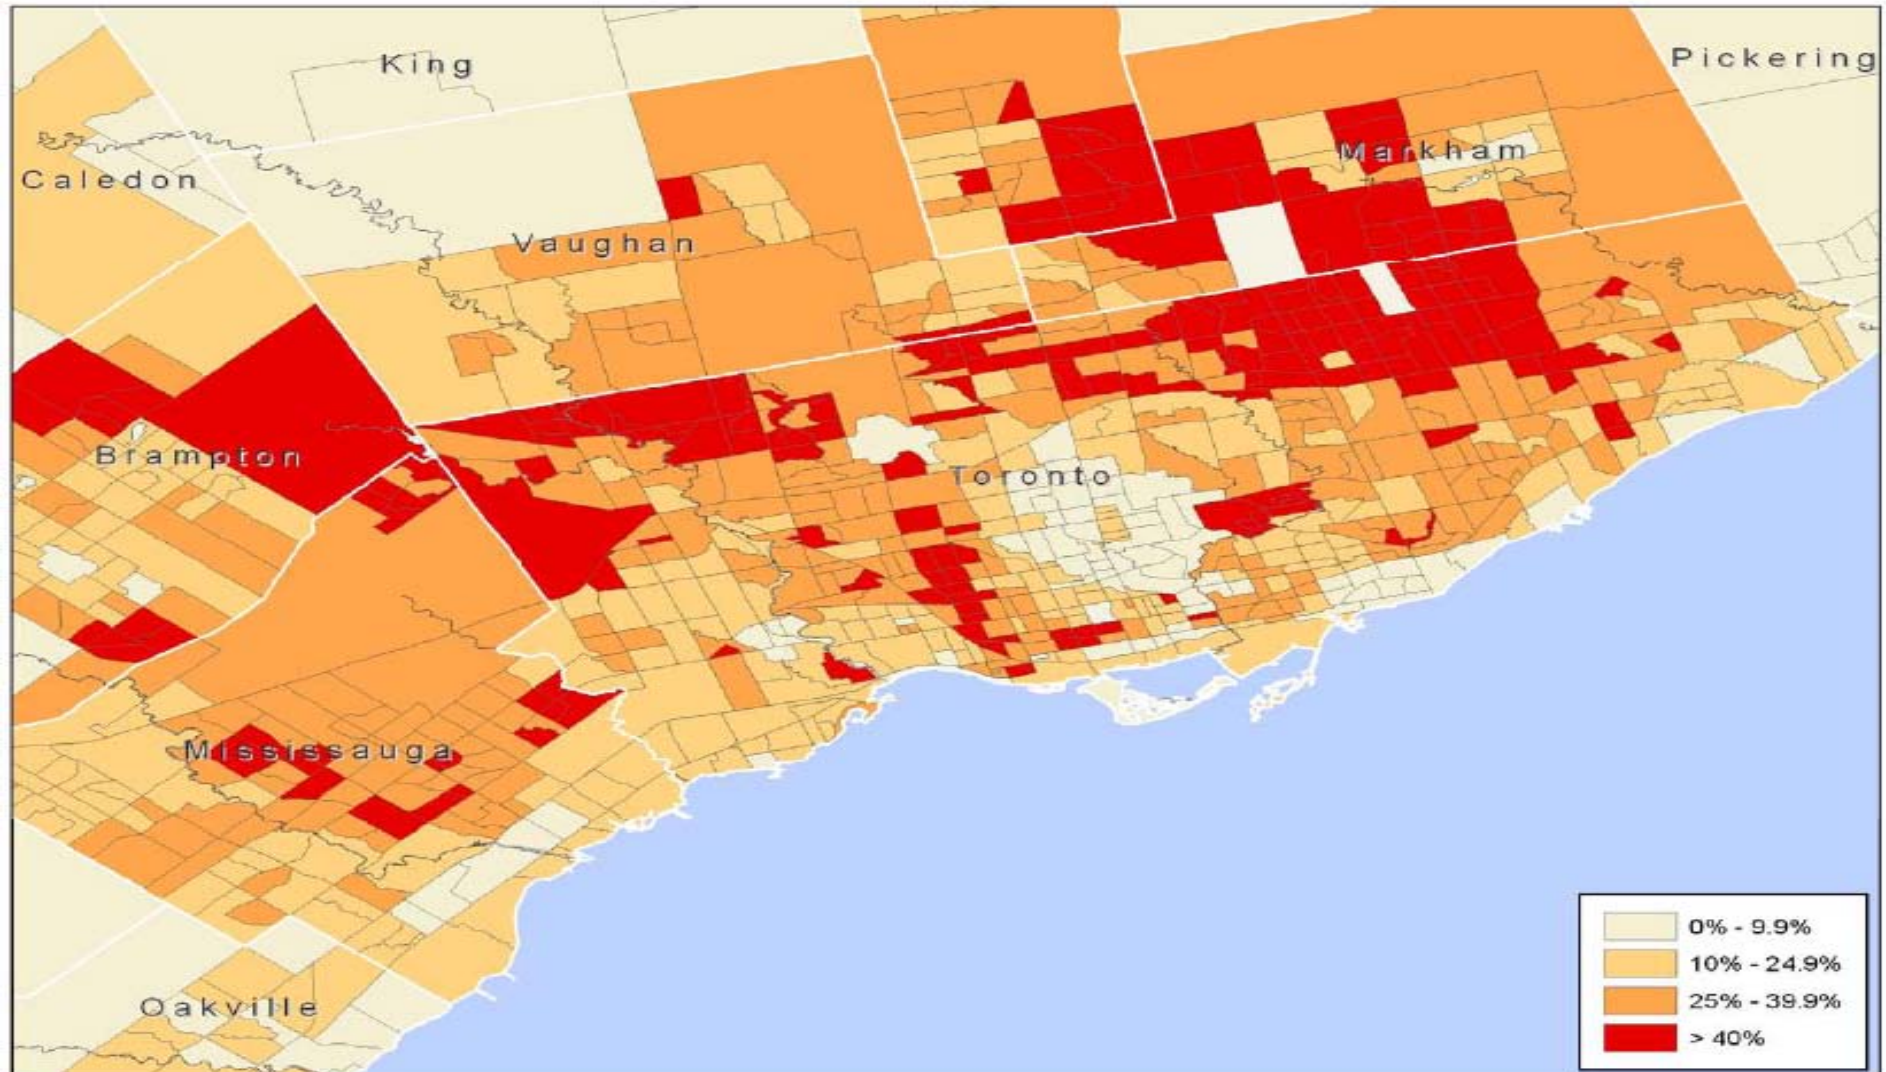 King
Pickering
Markham
Caledon
Vaughan
Brampton
Toronto
Mississauga
Oakville
0% - 9.9%
10% - 24.9%
25% - 39.9%
> 40%